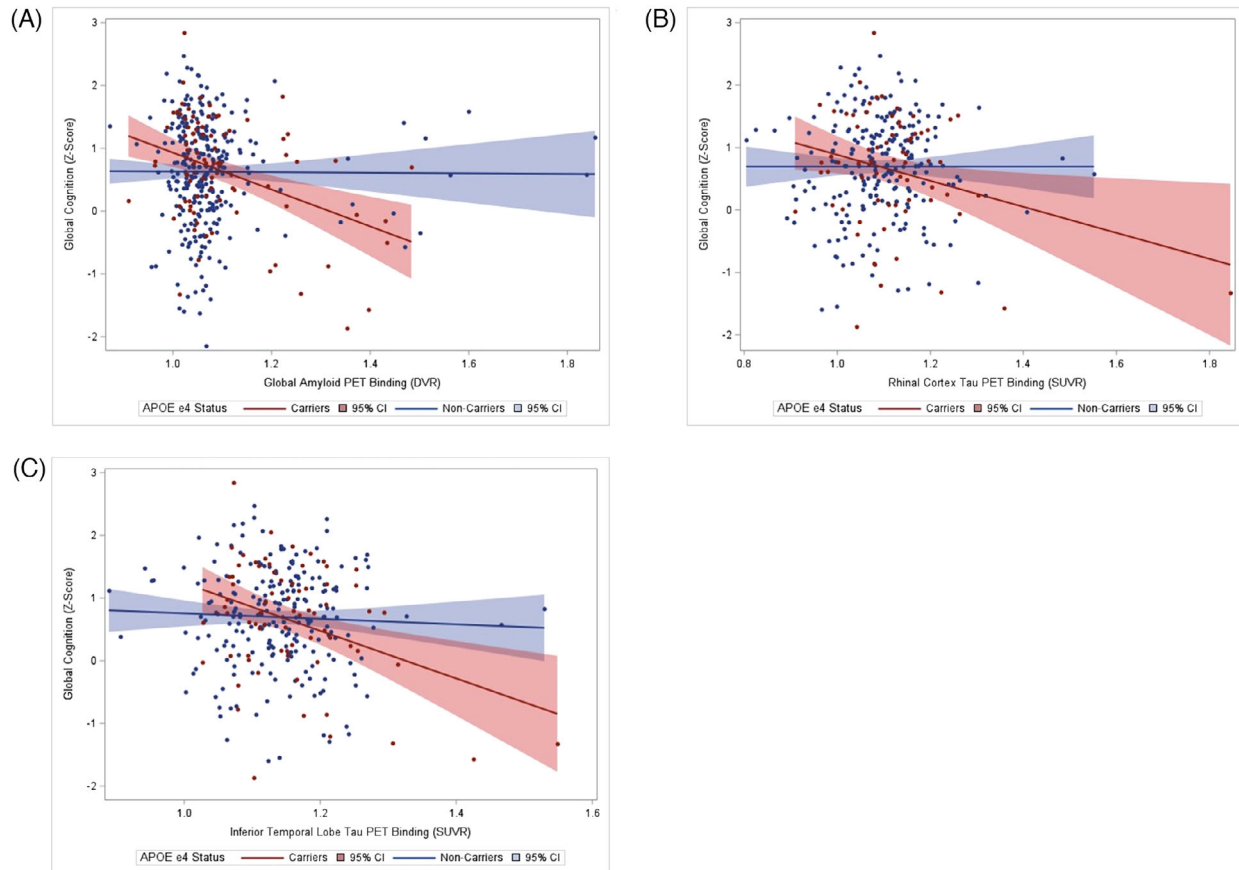 (A)
3
2
1
0
-1
-2
Global Cognition (Z-Score)
1.0 1.2 1.4 1.6 1.8
Global Amyloid PET Binding (DVR)
APOE e4 Status Carriers 95% CI Non-Carriers 95% CI
(B)
3
2
1
0
-1
-2
Global Cognition (Z-Score)
0.8 1.0 1.2 1.4 1.6 1.8
Rhinal Cortex Tau PET Binding (SUVR)
APOE e4 Status Carriers 95% CI Non-Carriers 95% CI
(C)
3
2
1
0
-1
-2
Global Cognition (Z-Score)
1.0 1.2 1.4 1.6
Inferior Temporal Lobe Tau PET Binding (SUVR)
APOE e4 Status Carriers 95% CI Non-Carriers 95% CI